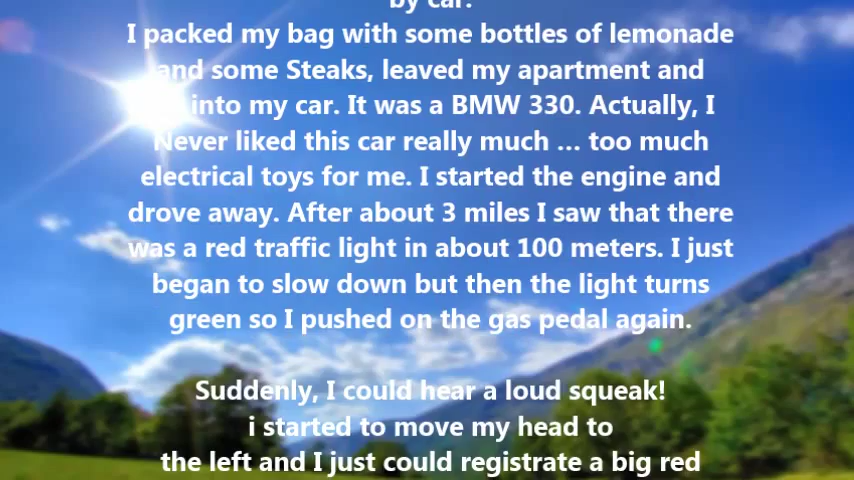 by car.
I packed my bag with some bottles of lemonade
and some Steaks, leaved my apartment and
into my car. It was a BMW 330. Actually, I
Never liked this car really much … too much
electrical toys for me. I started the engine and
drove away. After about 3 miles I saw that there
was a red traffic light in about 100 meters. I just
began to slow down but then the light turns
green so I pushed on the gas pedal again.
Suddenly, I could hear a loud squeak!
i started to move my head to
the left and I just could registrate a big red